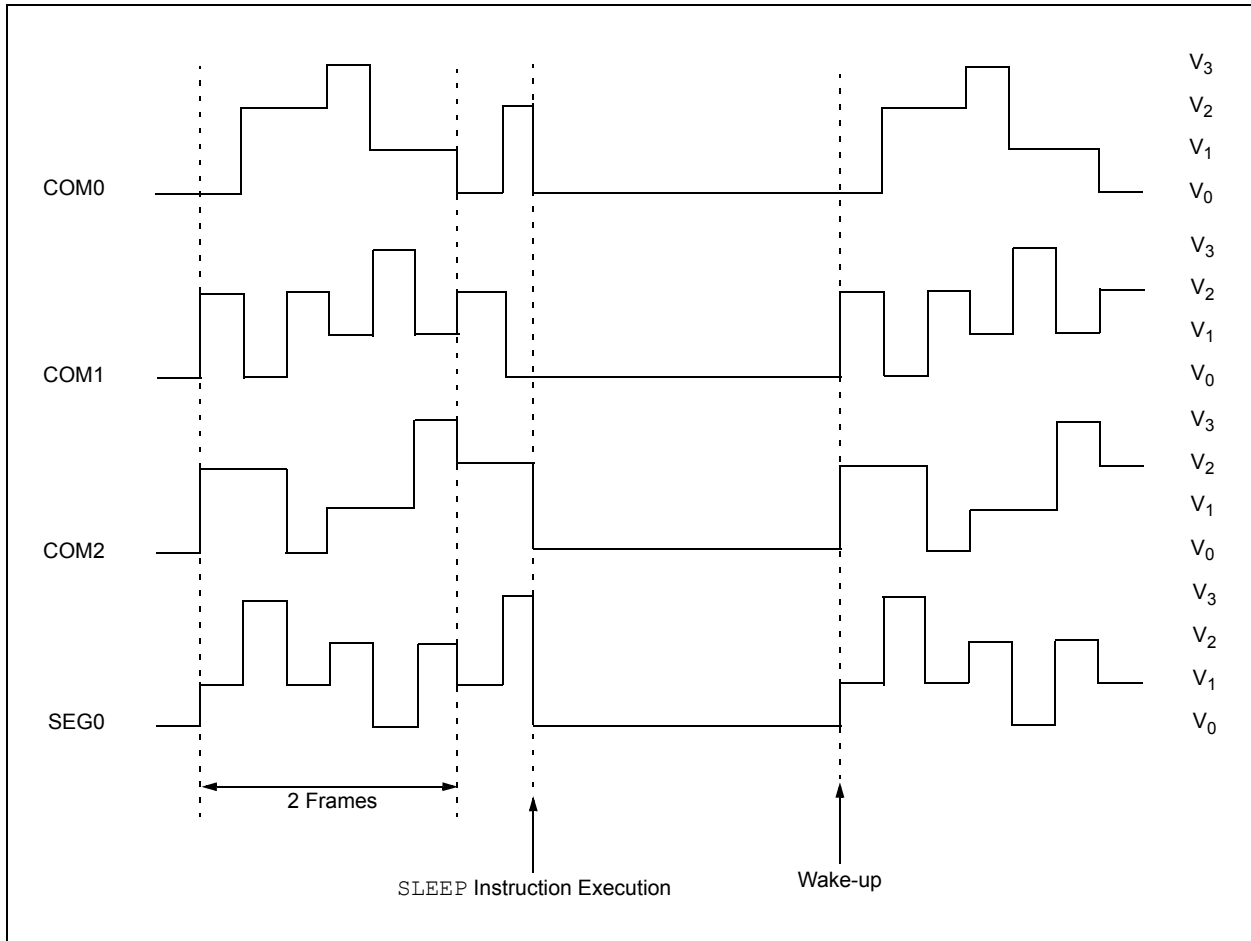 V3
V2
V1
COM0
V0
V3
V2
V1
COM1
V0
V3
V2
V1
COM2
V0
V3
V2
V1
SEG0
V0
2 Frames
SLEEP Instruction Execution
Wake-up